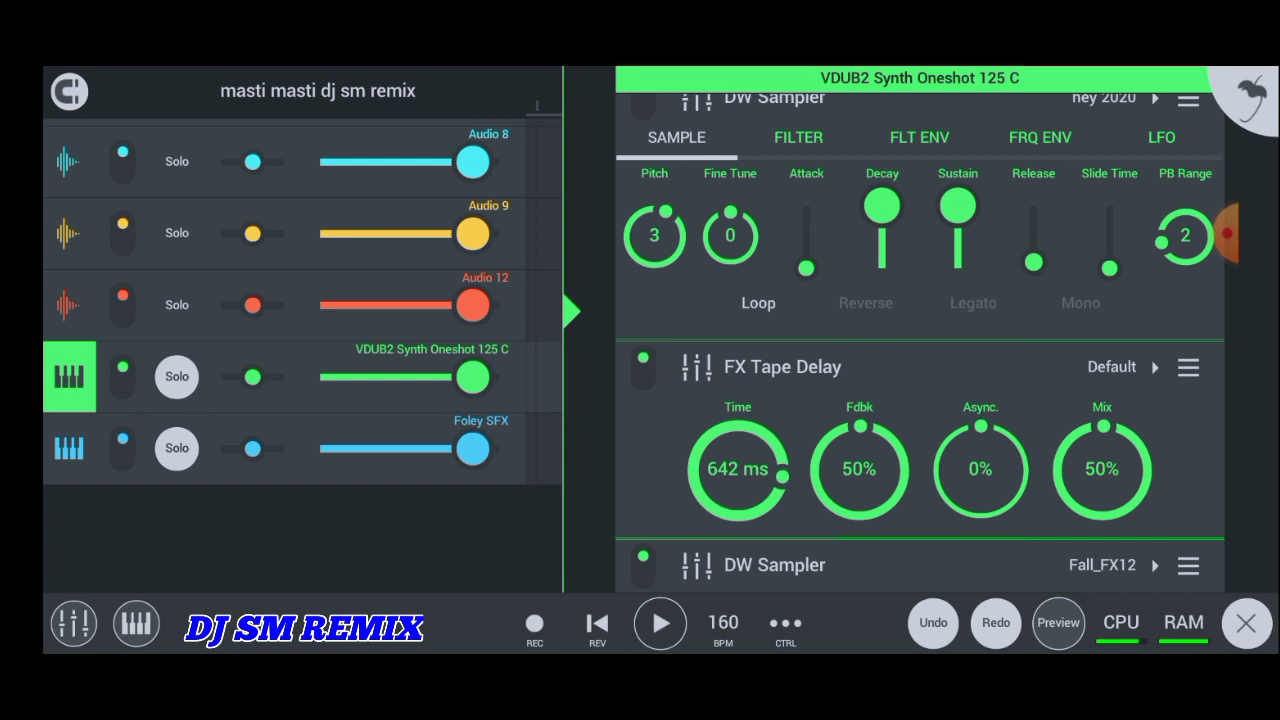 masti masti dj sm remix
Audio 8
Solo
Audio 9
Solo
Audio 12
Solo
VDUB2 Synth Oneshot 125 C
Solo
Foley SFX
Solo
VDUB2 Synth Oneshot 125 C
DW Sampler ney 2020
SAMPLE FILTER FLT ENV FRQ ENV LFO
Pitch Fine Tune Attack Decay Sustain Release Slide Time PB Range
3 0 2
Loop Reverse Legato Mono
FX Tape Delay Default
Time Fdbk Async. Mix
642 ms 50% 0% 50%
DW Sampler Fall_FX12
DJ SM REMIX
REC REV 160 BPM CTRL
Undo Redo Preview CPU RAM